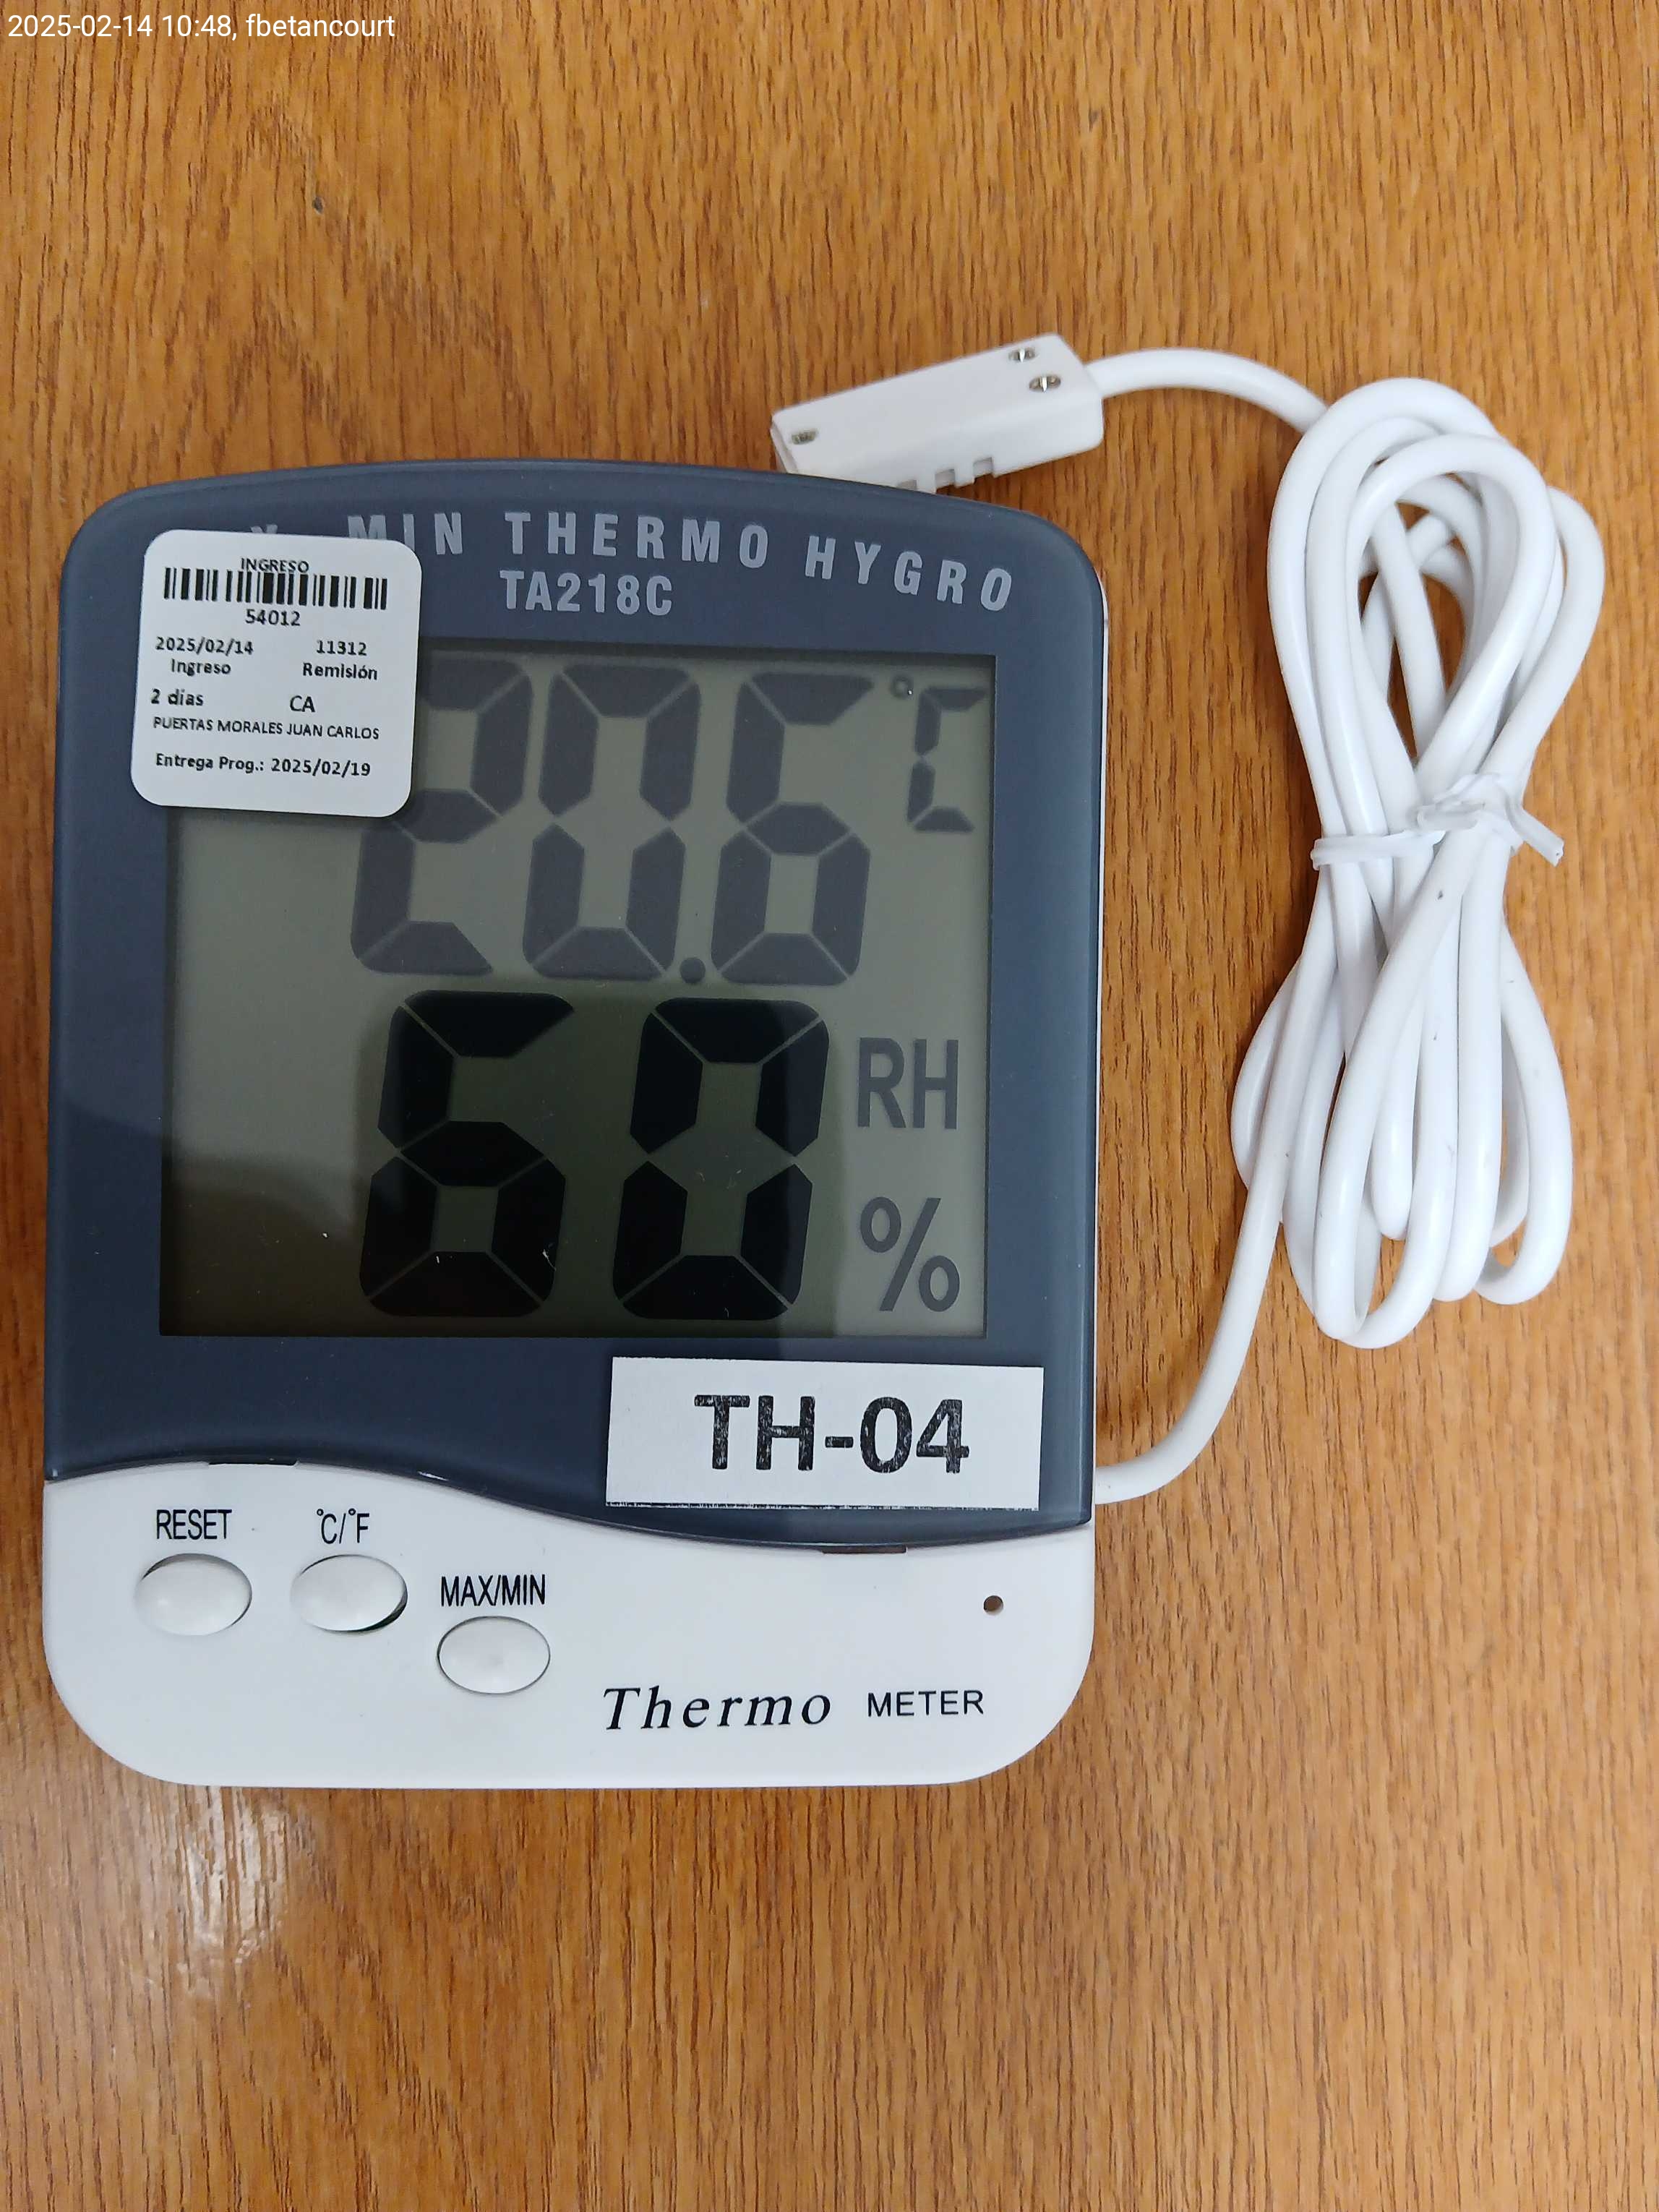 2025-02-14 10:48, fbetancourt
MIN THERMO HYGRO
TA218C
INGRESO
54012
2025/02/14 11312
Ingreso Remisión
2 días CA
PUERTAS MORALES JUAN CARLOS
Entrega Prog.: 2025/02/19
20.6 °C
60 RH
%
TH-04
RESET °C/°F
MAX/MIN
Thermo METER